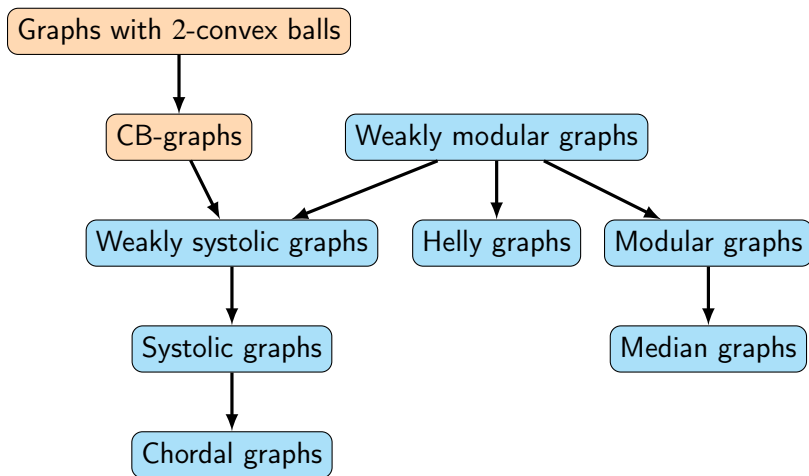 Graphs with 2-convex balls
CB-graphs
Weakly modular graphs
Weakly systolic graphs
Helly graphs
Modular graphs
Systolic graphs
Median graphs
Chordal graphs